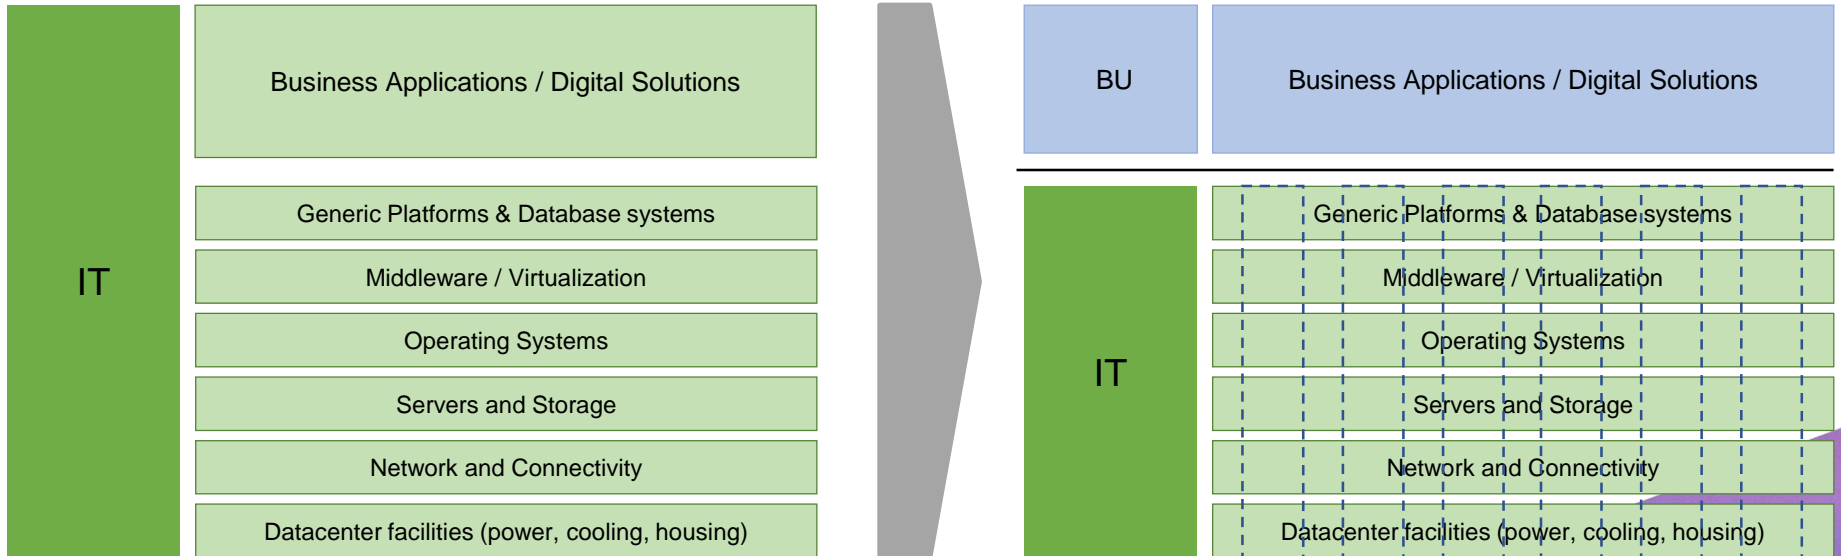 IT
Business Applications / Digital Solutions
Generic Platforms & Database systems
Middleware / Virtualization
Operating Systems
Servers and Storage
Network and Connectivity
Datacenter facilities (power, cooling, housing)
BU
Business Applications / Digital Solutions
IT
Generic Platforms & Database systems
Middleware / Virtualization
Operating Systems
Servers and Storage
Network and Connectivity
Datacenter facilities (power, cooling, housing)